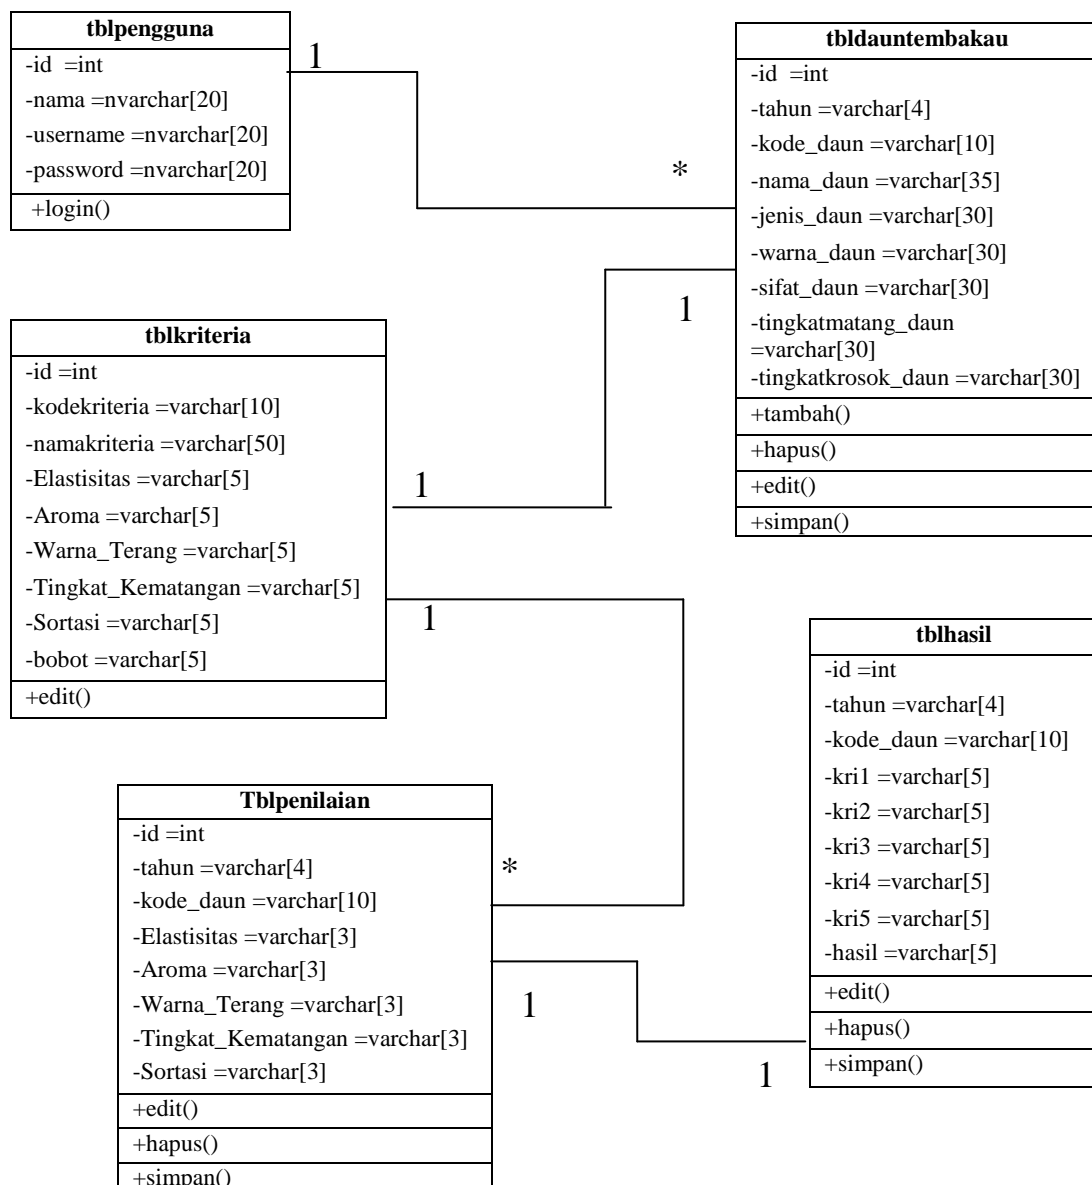 tblpengguna
-id =int
-nama =nvarchar[20]
-username =nvarchar[20]
-password =nvarchar[20]
+login()
1
*
tbldauntembakau
-id =int
-tahun =varchar[4]
-kode_daun =varchar[10]
-nama_daun =varchar[35]
-jenis_daun =varchar[30]
-warna_daun =varchar[30]
-sifat_daun =varchar[30]
-tingkatmatang_daun
=varchar[30]
-tingkatkrosok_daun =varchar[30]
+tambah()
+hapus()
+edit()
+simpan()
1
1
tblkriteria
-id =int
-kodekriteria =varchar[10]
-namakriteria =varchar[50]
-Elastisitas =varchar[5]
-Aroma =varchar[5]
-Warna_Terang =varchar[5]
-Tingkat_Kematangan =varchar[5]
-Sortasi =varchar[5]
-bobot =varchar[5]
+edit()
1
*
Tblpenilaian
-id =int
-tahun =varchar[4]
-kode_daun =varchar[10]
-Elastisitas =varchar[3]
-Aroma =varchar[3]
-Warna_Terang =varchar[3]
-Tingkat_Kematangan =varchar[3]
-Sortasi =varchar[3]
+edit()
+hapus()
+simpan()
1
1
tblhasil
-id =int
-tahun =varchar[4]
-kode_daun =varchar[10]
-kri1 =varchar[5]
-kri2 =varchar[5]
-kri3 =varchar[5]
-kri4 =varchar[5]
-kri5 =varchar[5]
-hasil =varchar[5]
+edit()
+hapus()
+simpan()